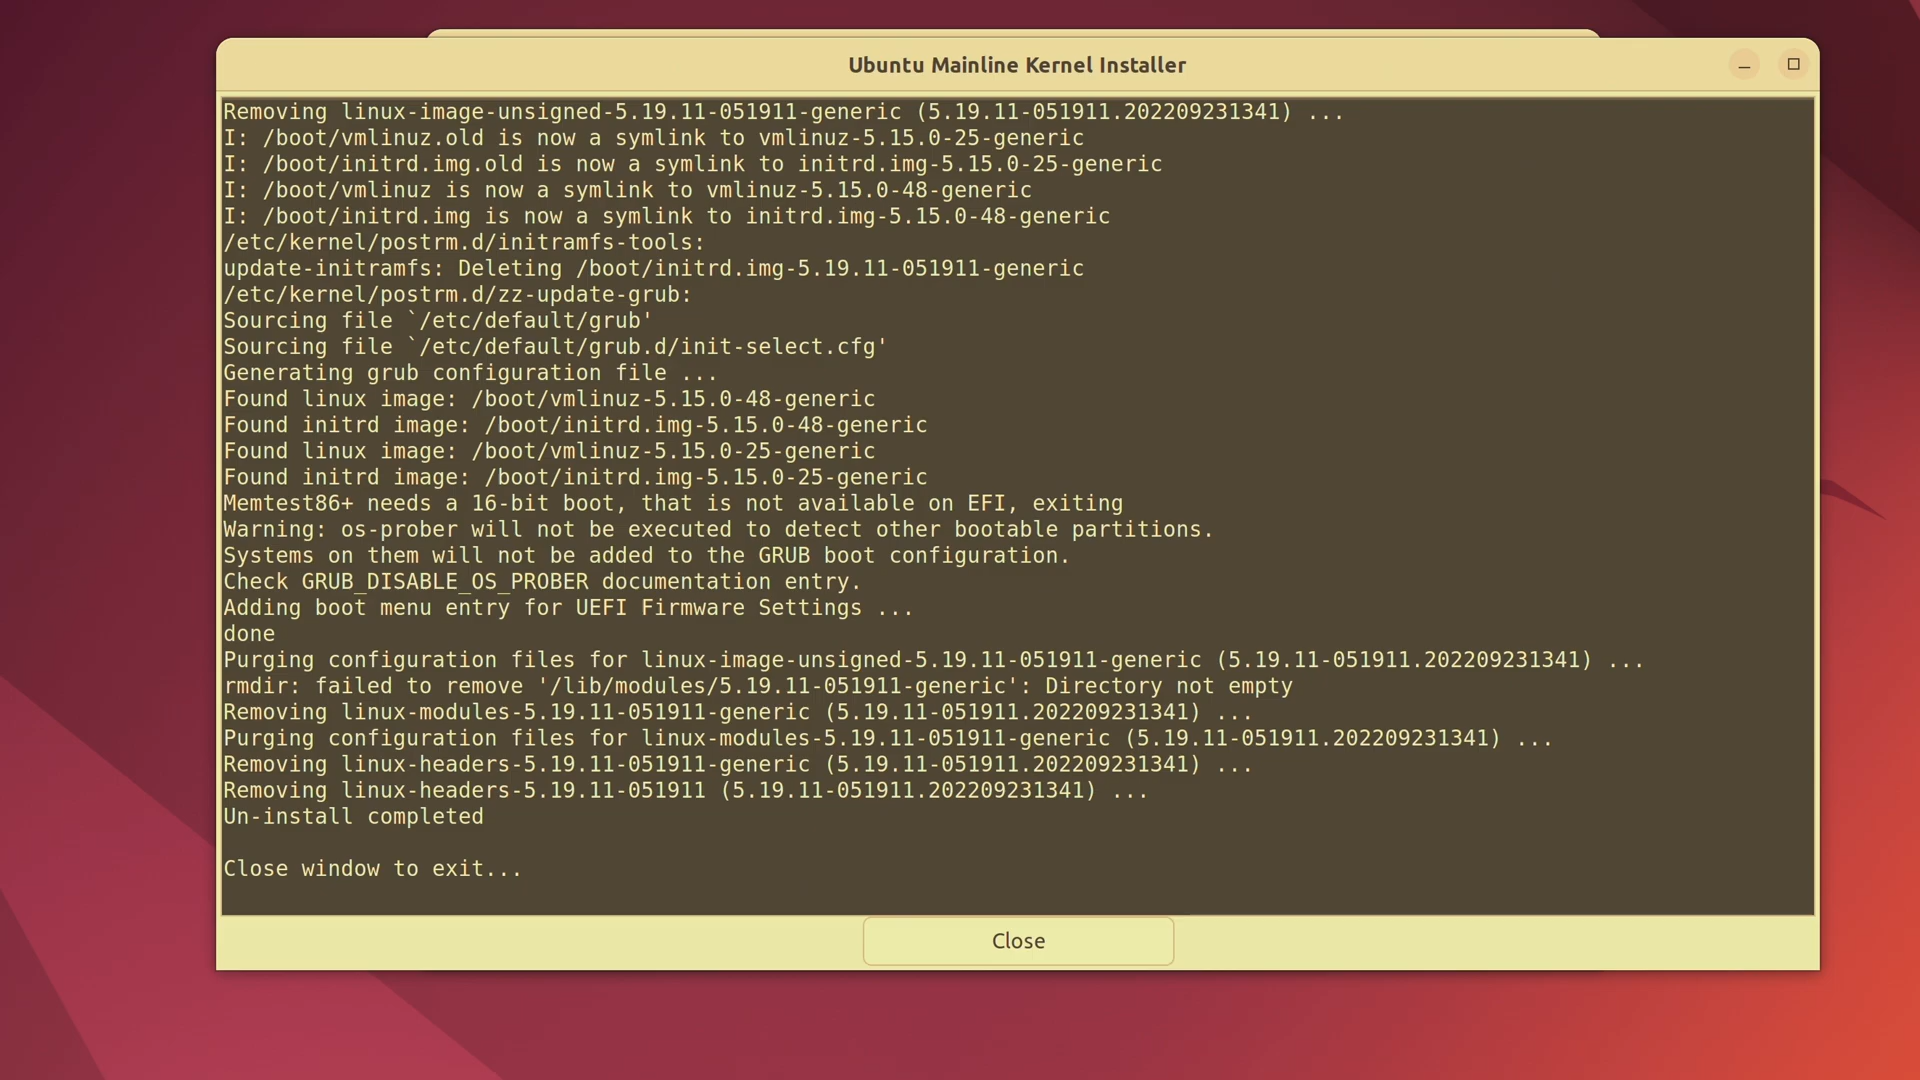 Ubuntu Mainline Kernel Installer
Removing linux-image-unsigned-5.19.11-051911-generic (5.19.11-051911.202209231341) ...
I: /boot/vmlinuz.old is now a symlink to vmlinuz-5.15.0-25-generic
I: /boot/initrd.img.old is now a symlink to initrd.img-5.15.0-25-generic
I: /boot/vmlinuz is now a symlink to vmlinuz-5.15.0-48-generic
I: /boot/initrd.img is now a symlink to initrd.img-5.15.0-48-generic
/etc/kernel/postrm.d/initramfs-tools:
update-initramfs: Deleting /boot/initrd.img-5.19.11-051911-generic
/etc/kernel/postrm.d/zz-update-grub:
Sourcing file `/etc/default/grub'
Sourcing file `/etc/default/grub.d/init-select.cfg'
Generating grub configuration file ...
Found linux image: /boot/vmlinuz-5.15.0-48-generic
Found initrd image: /boot/initrd.img-5.15.0-48-generic
Found linux image: /boot/vmlinuz-5.15.0-25-generic
Found initrd image: /boot/initrd.img-5.15.0-25-generic
Memtest86+ needs a 16-bit boot, that is not available on EFI, exiting
Warning: os-prober will not be executed to detect other bootable partitions.
Systems on them will not be added to the GRUB boot configuration.
Check GRUB_DISABLE_OS_PROBER documentation entry.
Adding boot menu entry for UEFI Firmware Settings ...
done
Purging configuration files for linux-image-unsigned-5.19.11-051911-generic (5.19.11-051911.202209231341) ...
rmdir: failed to remove '/lib/modules/5.19.11-051911-generic': Directory not empty
Removing linux-modules-5.19.11-051911-generic (5.19.11-051911.202209231341) ...
Purging configuration files for linux-modules-5.19.11-051911-generic (5.19.11-051911.202209231341) ...
Removing linux-headers-5.19.11-051911-generic (5.19.11-051911.202209231341) ...
Removing linux-headers-5.19.11-051911 (5.19.11-051911.202209231341) ...
Un-install completed
Close window to exit...
Close